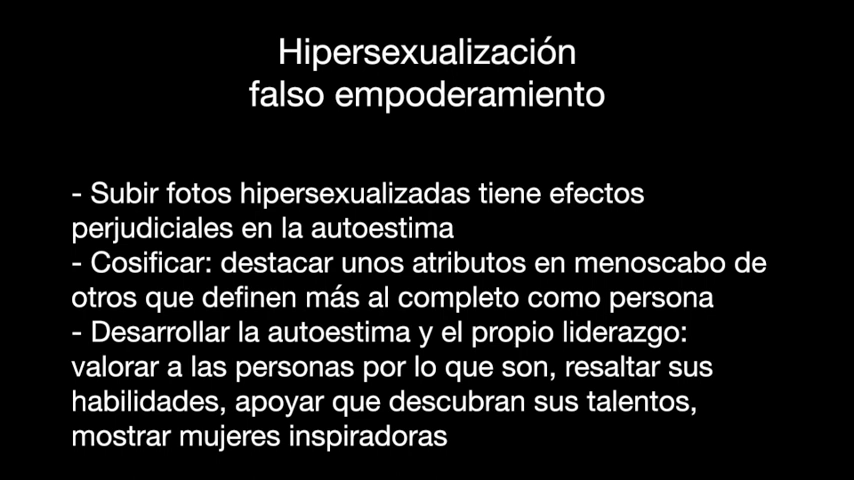 Hipersexualización
falso empoderamiento
- Subir fotos hipersexualizadas tiene efectos
perjudiciales en la autoestima
- Cosificar: destacar unos atributos en menoscabo de
otros que definen más al completo como persona
- Desarrollar la autoestima y el propio liderazgo:
valorar a las personas por lo que son, resaltar sus
habilidades, apoyar que descubran sus talentos,
mostrar mujeres inspiradoras